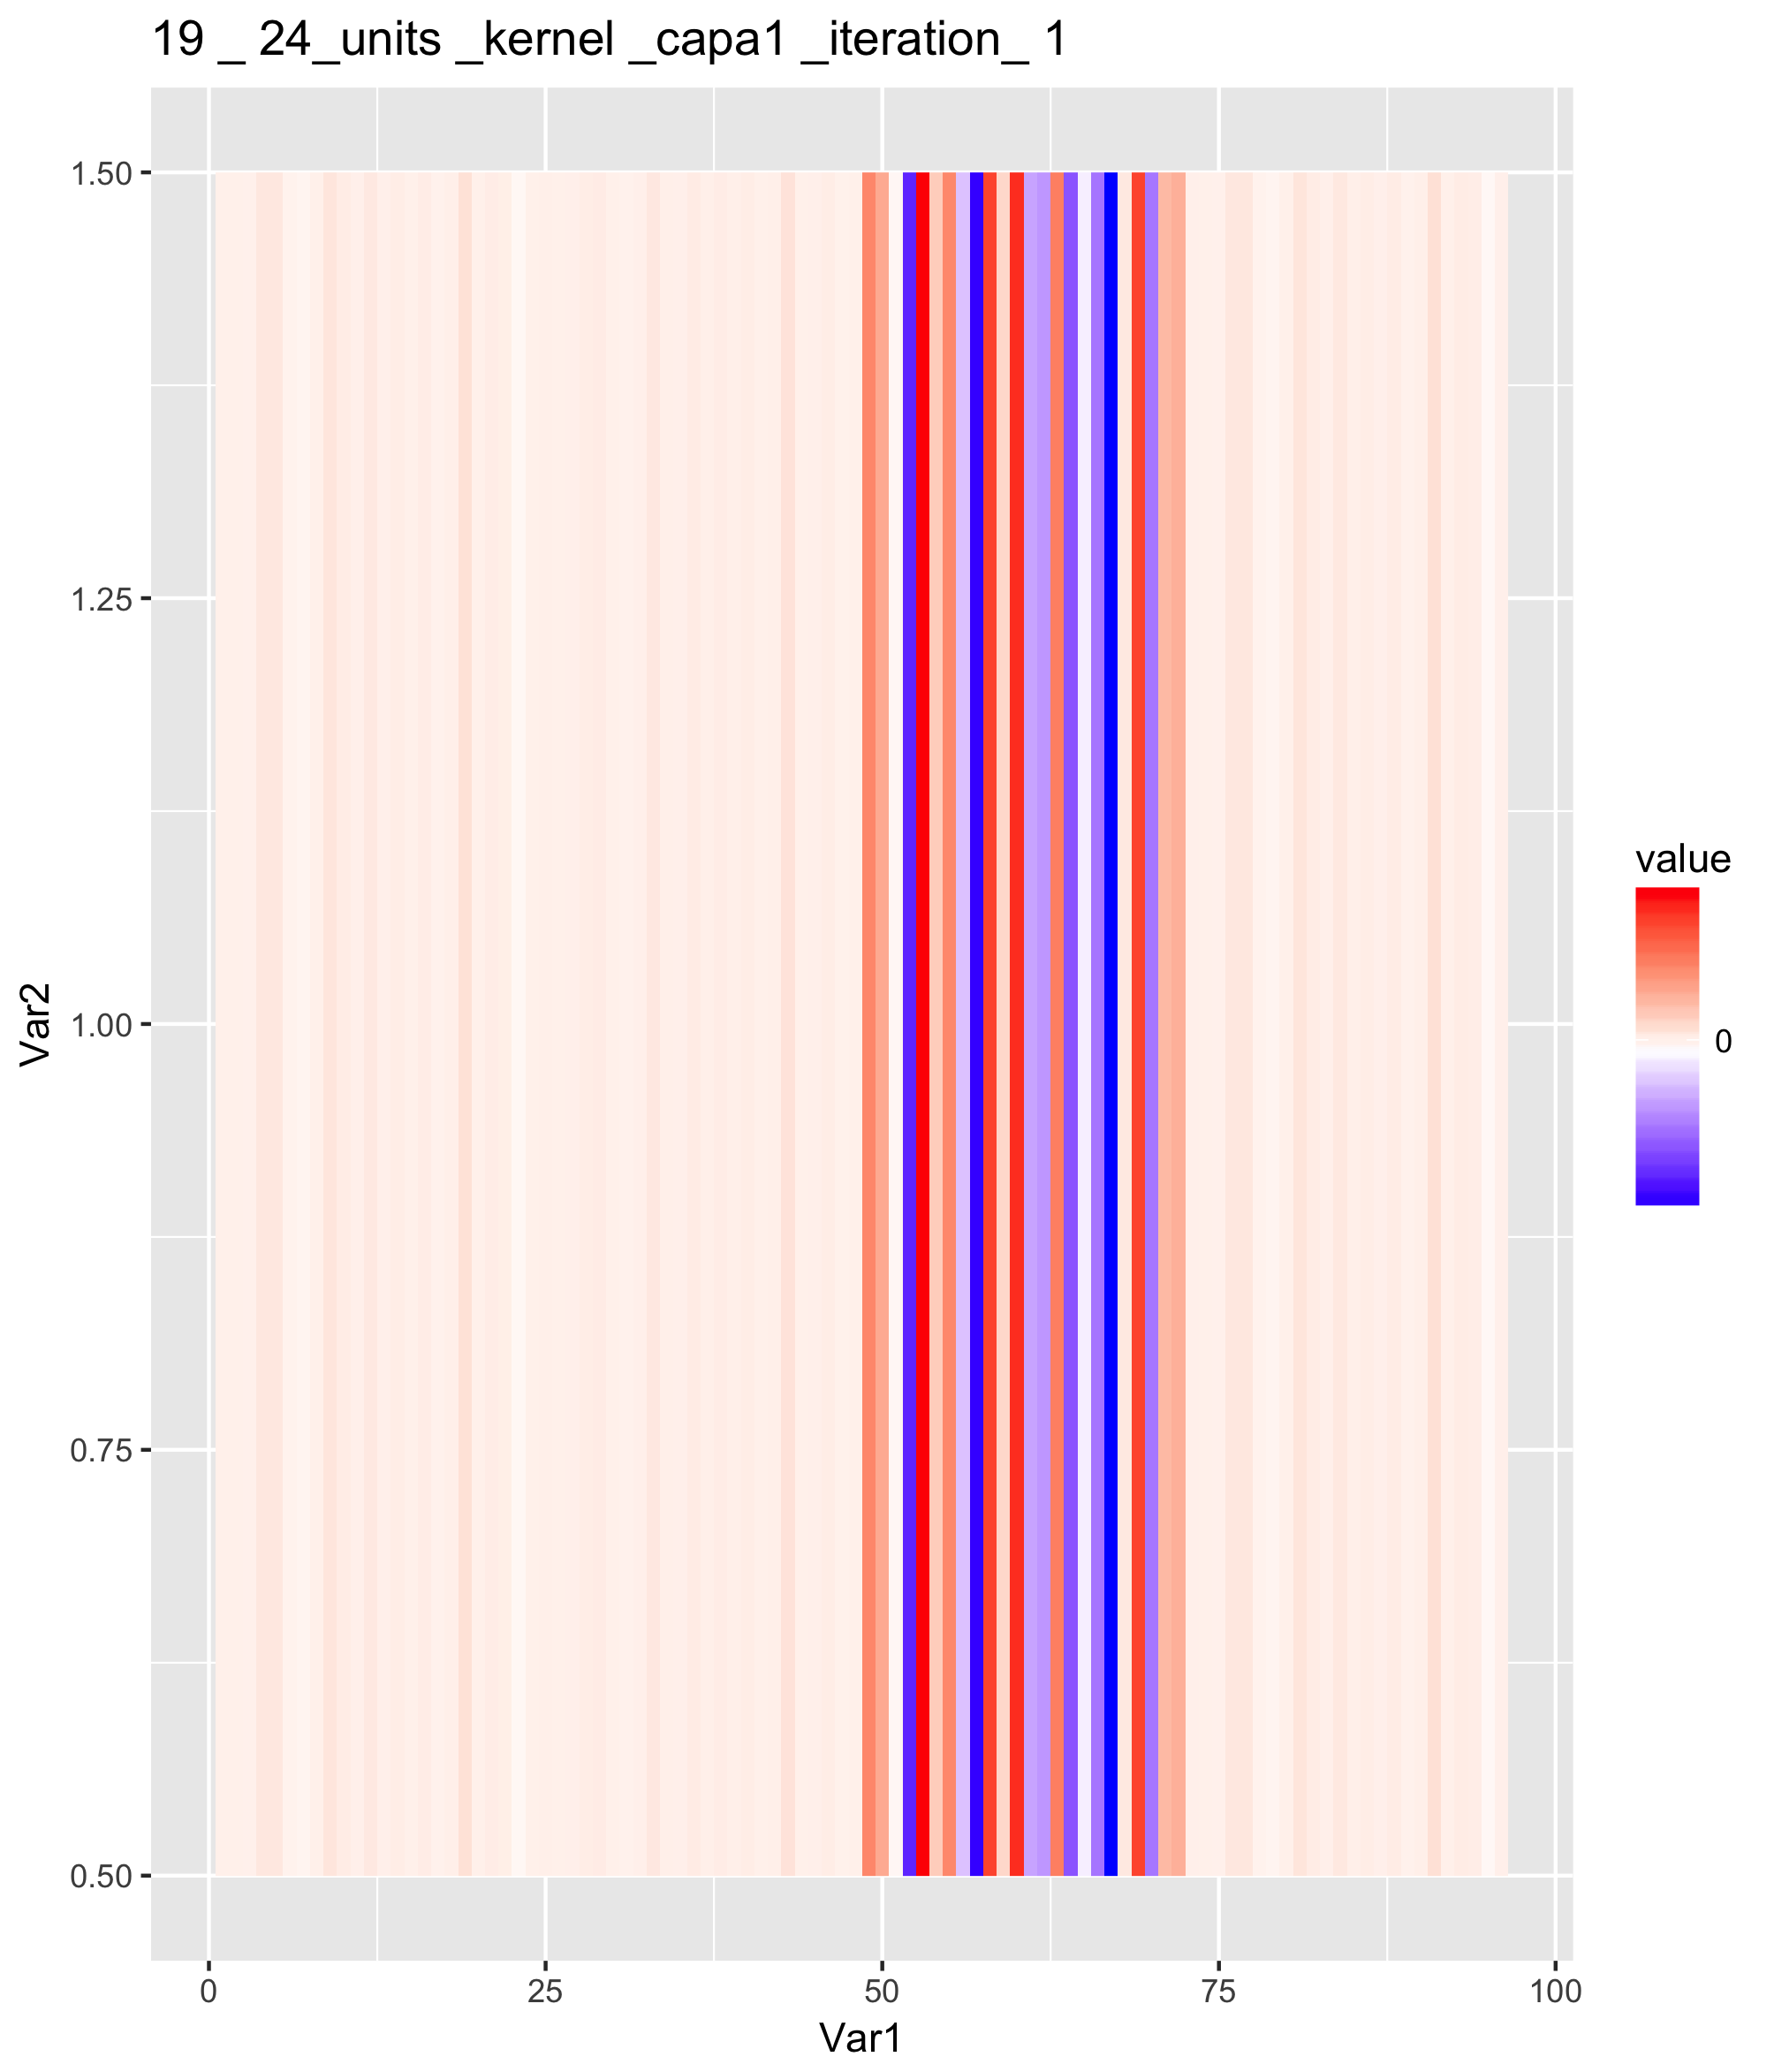 19 _ 24_units _kernel _capa1 _iteration_ 1
1.50
1.25
1.00
0.75
0.50
Var2
0
25
50
75
100
Var1
value
0